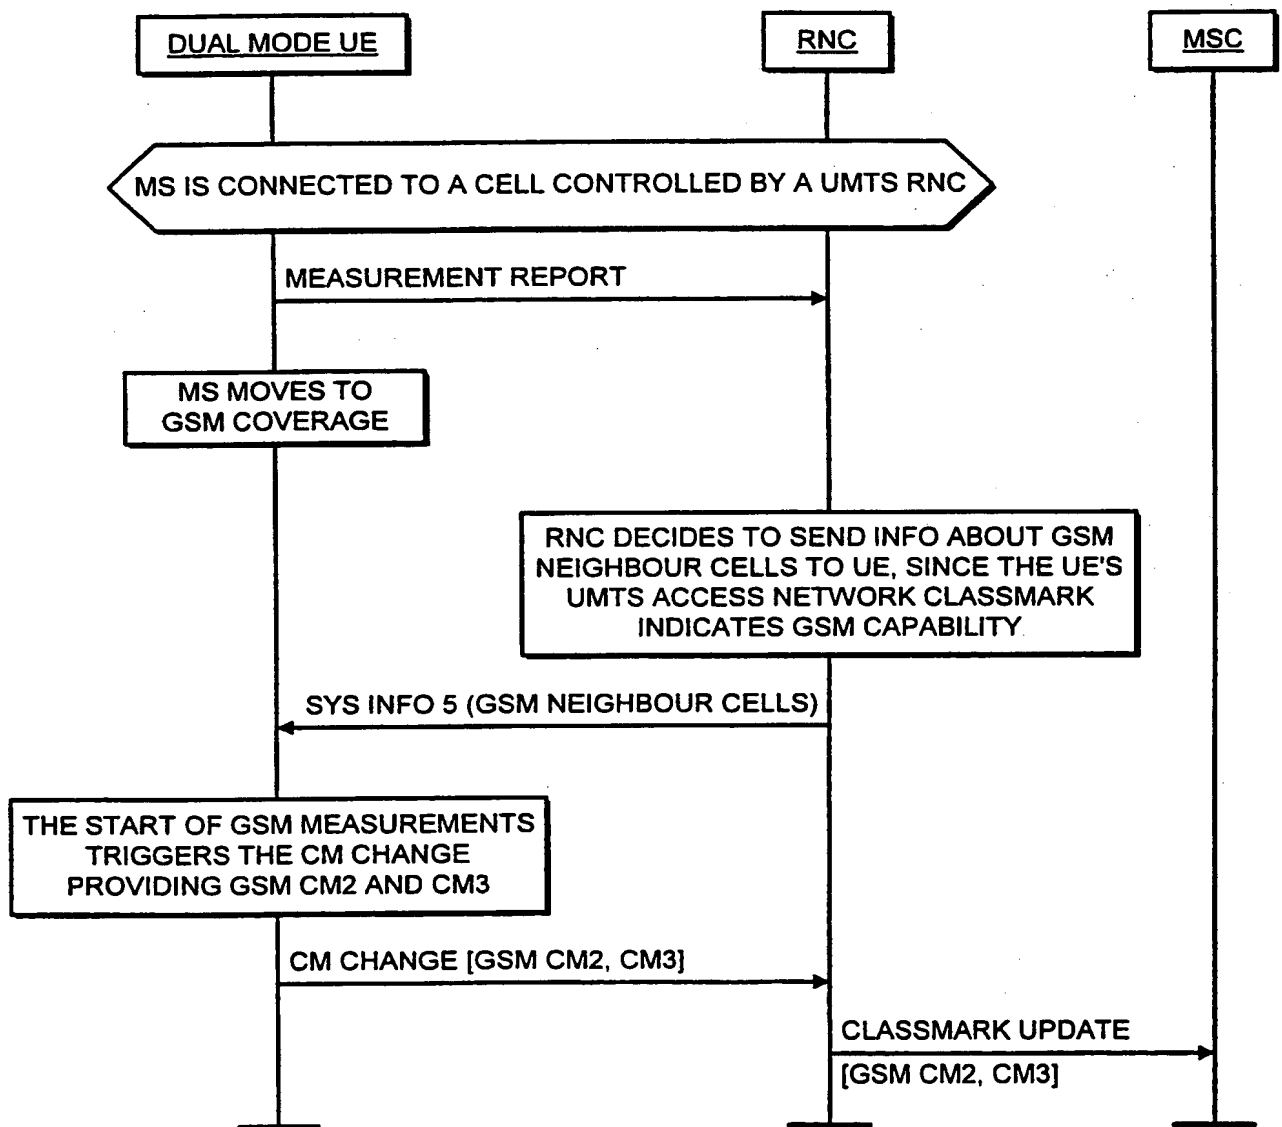 DUAL MODE UE
RNC
MSC
MS IS CONNECTED TO A CELL CONTROLLED BY A UMTS RNC
MEASUREMENT REPORT
MS MOVES TO
GSM COVERAGE
RNC DECIDES TO SEND INFO ABOUT GSM
NEIGHBOUR CELLS TO UE, SINCE THE UE'S
UMTS ACCESS NETWORK CLASSMARK
INDICATES GSM CAPABILITY
SYS INFO 5 (GSM NEIGHBOUR CELLS)
THE START OF GSM MEASUREMENTS
TRIGGERS THE CM CHANGE
PROVIDING GSM CM2 AND CM3
CM CHANGE [GSM CM2, CM3]
CLASSMARK UPDATE
[GSM CM2, CM3]